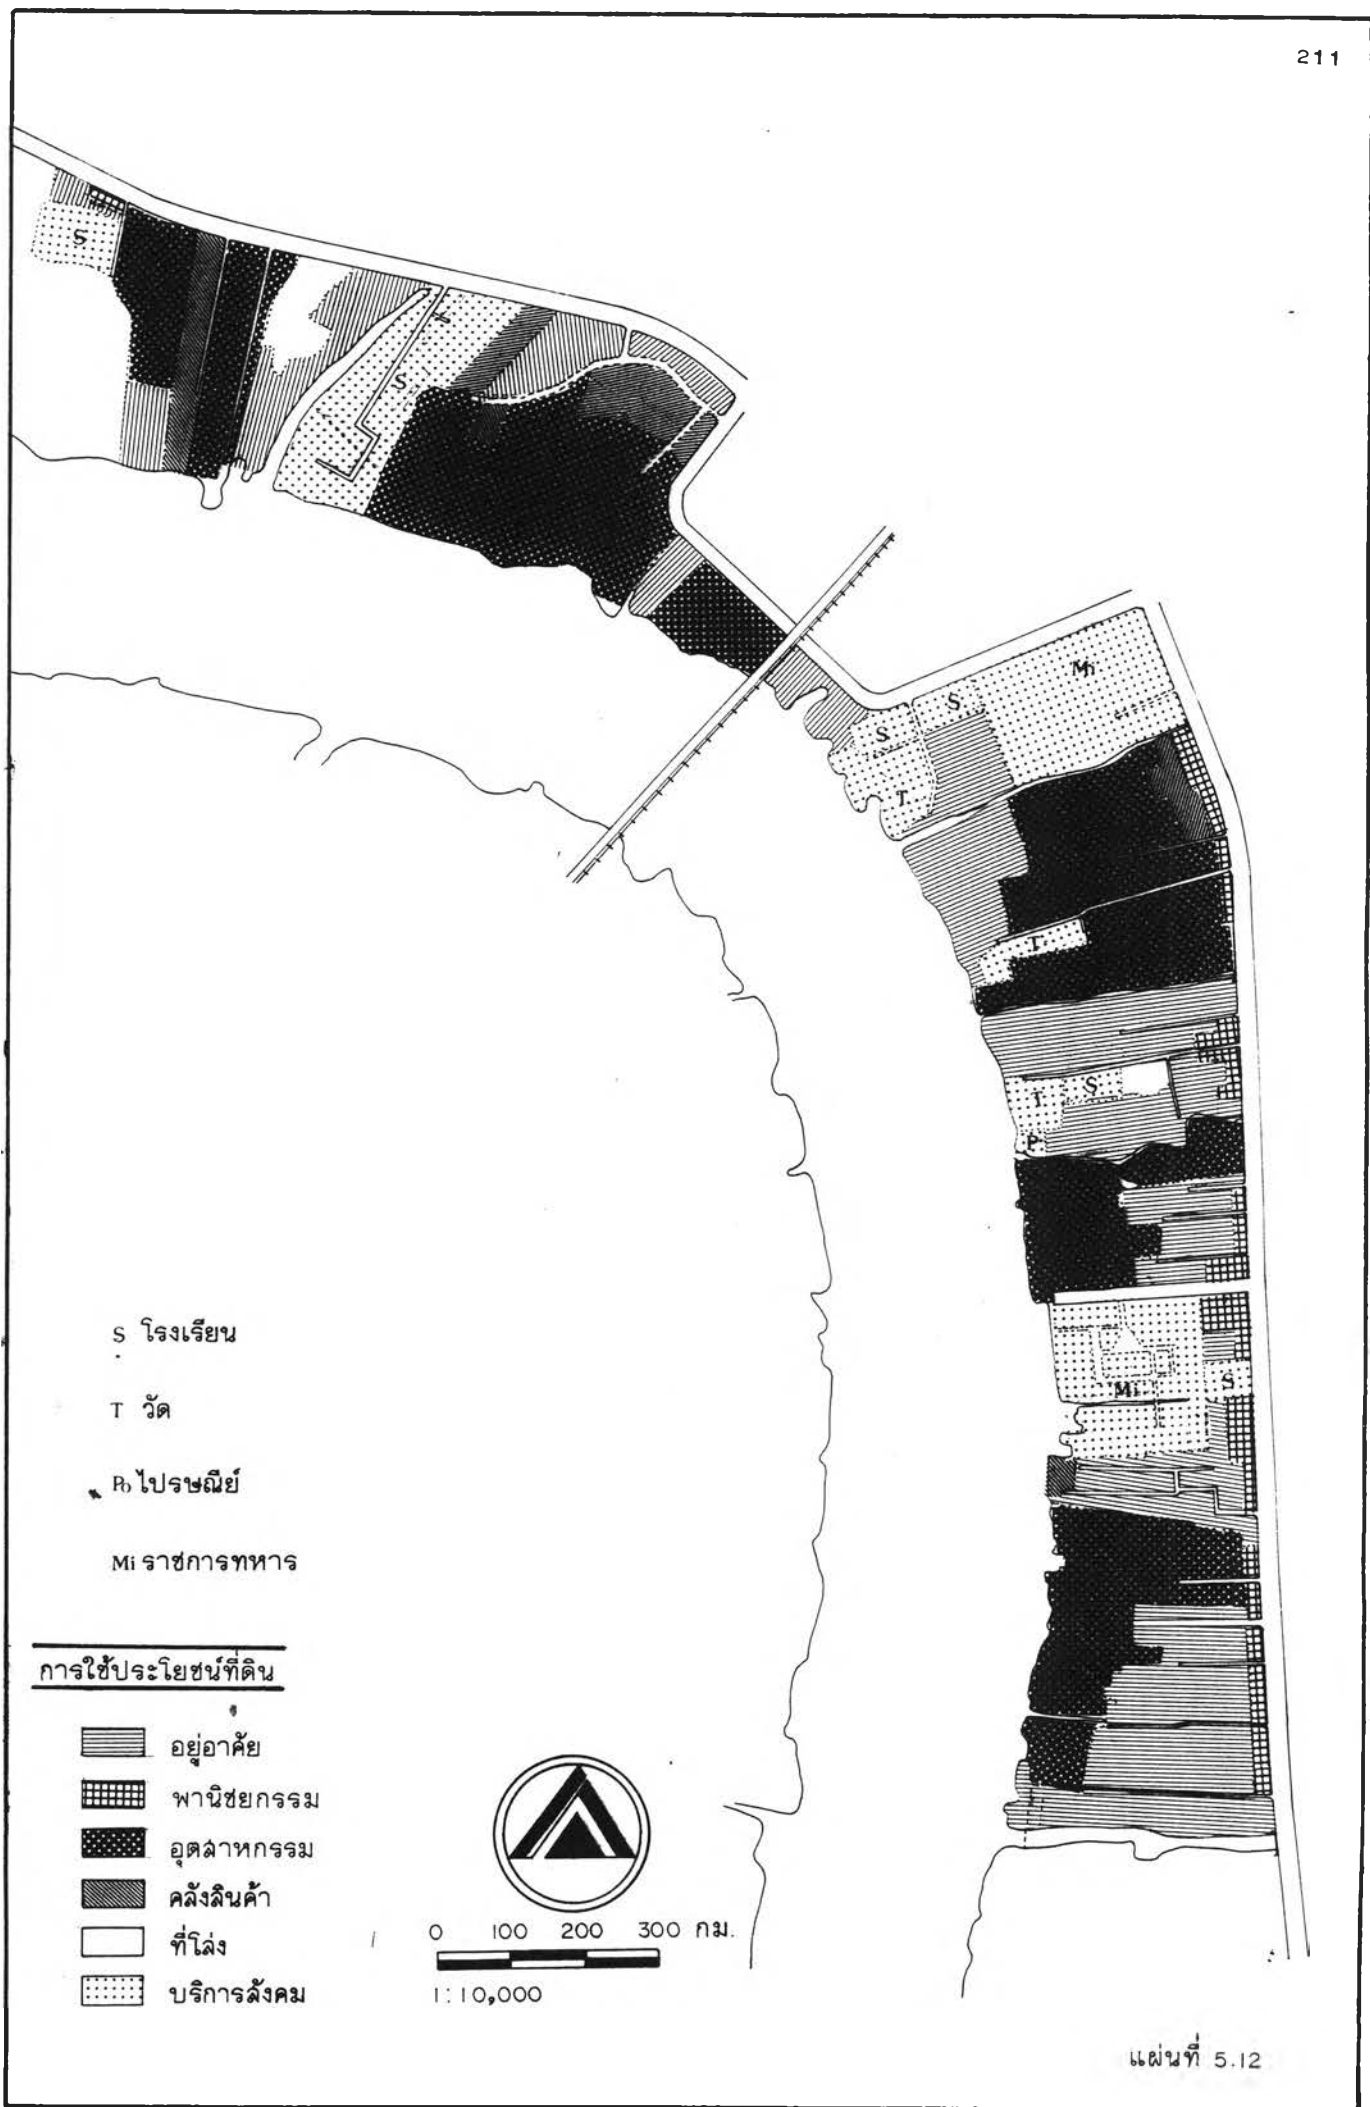 211
S
S
Mi
S
S
T
T
T
S
P
Mi
S
S โรงเรียน
T วัด
Po ไปรษณีย์
Mi ราชการทหาร
การใช้ประโยชน์ที่ดิน
อยู่อาศัย
พานิชยกรรม
อุตสาหกรรม
คลังสินค้า
ที่โล่ง
บริการสังคม
0 100 200 300 กม.
1:10,000
แผ่นที่ 5.12